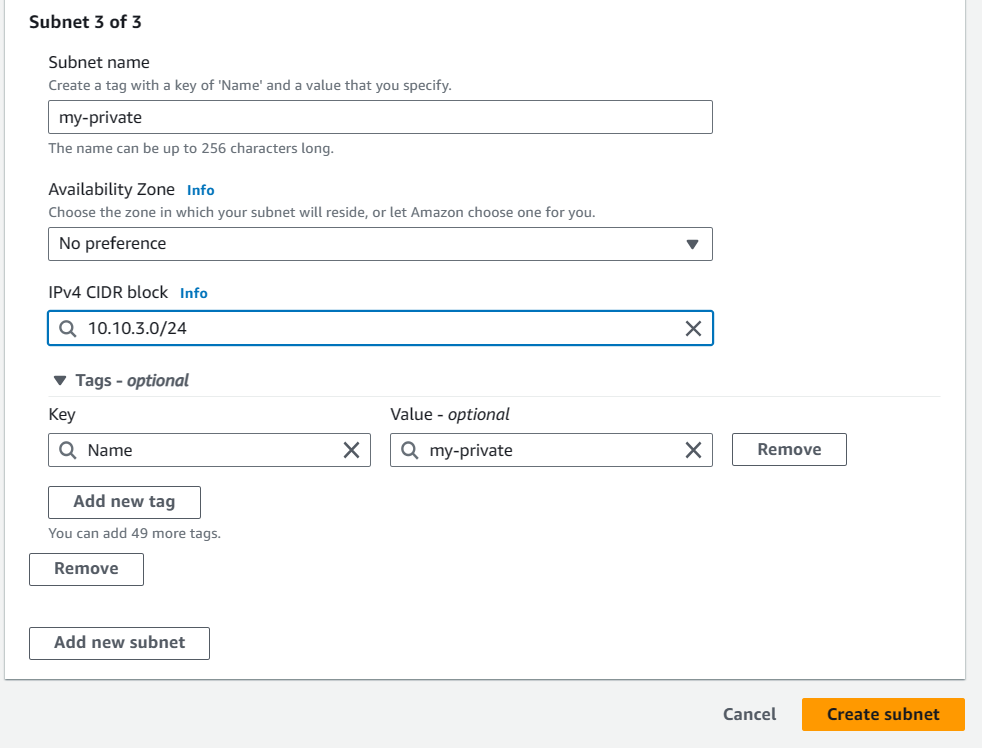 Subnet 3 of 3
Subnet name
Create a tag with a key of 'Name' and a value that you specify.
my-private
The name can be up to 256 characters long.
Availability Zone Info
Choose the zone in which your subnet will reside, or let Amazon choose one for you.
No preference
IPv4 CIDR block Info
10.10.3.0/24
Tags - optional
Key Value - optional
Name my-private Remove
Add new tag
You can add 49 more tags.
Remove
Add new subnet
Cancel Create subnet